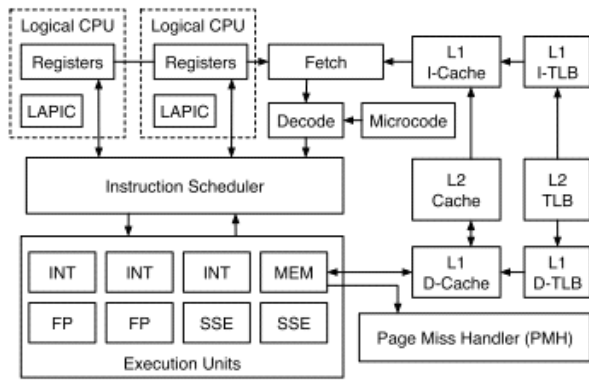 Logical CPU
Logical CPU
Registers
Registers
Fetch
L1
I-Cache
L1
I-TLB
LAPIC
LAPIC
Decode
Microcode
Instruction Scheduler
L2
Cache
L2
TLB
INT
INT
INT
MEM
L1
D-Cache
L1
D-TLB
FP
FP
SSE
SSE
Page Miss Handler (PMH)
Execution Units